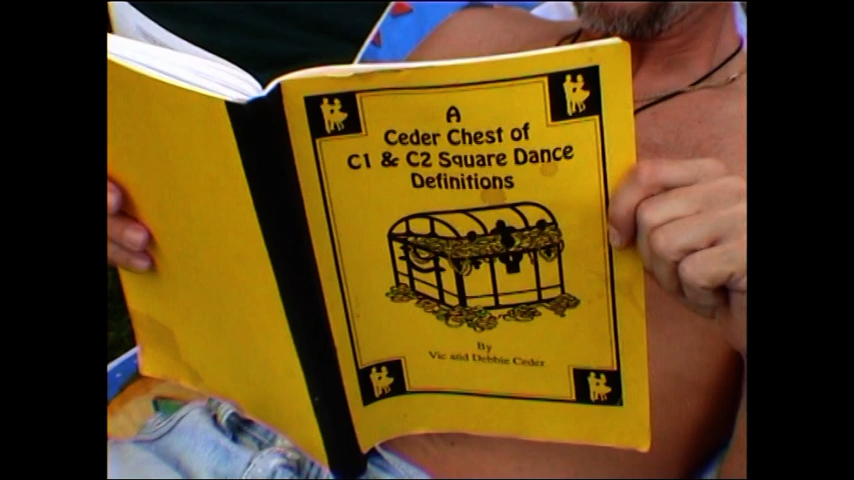 A
Ceder Chest of
C1 & C2 Square Dance
Definitions
By
Vic and Debbie Ceder